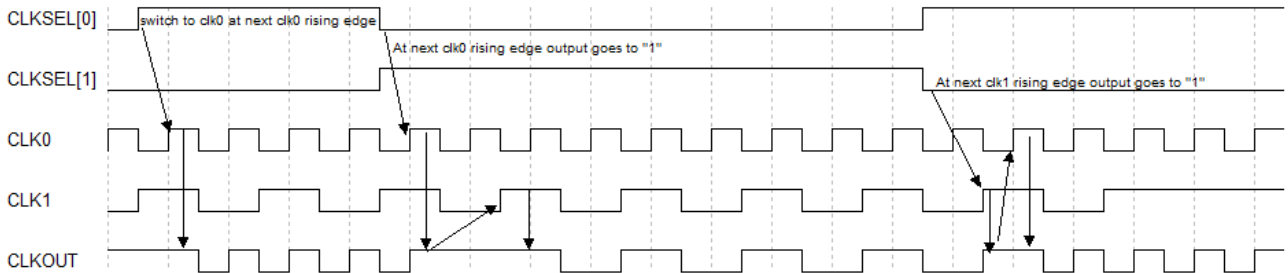 CLKSEL[0]
switch to clk0 at next clk0 rising edge
At next clk0 rising edge output goes to "1"
CLKSEL[1]
At next clk1 rising edge output goes to "1"
CLK0
CLK1
CLKOUT